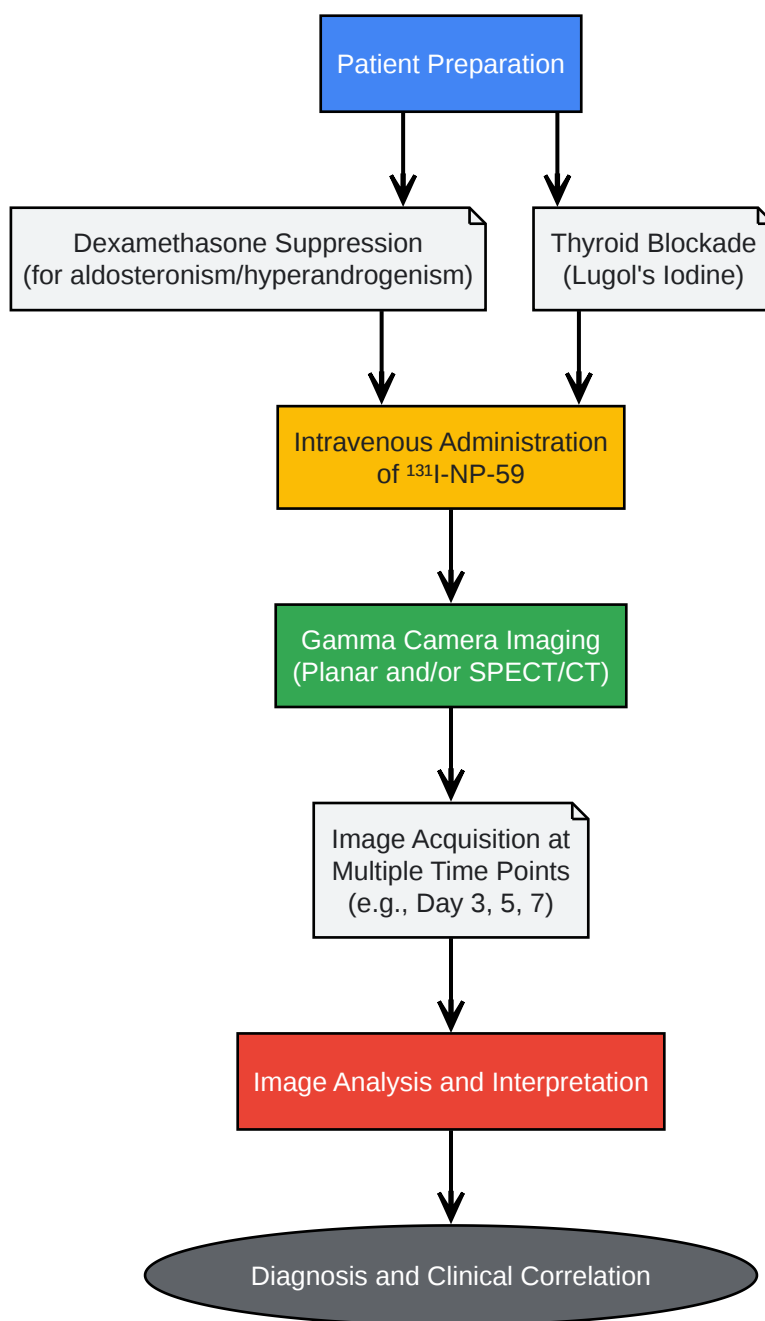 Patient Preparation
Dexamethasone Suppression
(for aldosteronism/hyperandrogenism)
Thyroid Blockade
(Lugol's Iodine)
Intravenous Administration
of ¹³¹I-NP-59
Gamma Camera Imaging
(Planar and/or SPECT/CT)
Image Acquisition at
Multiple Time Points
(e.g., Day 3, 5, 7)
Image Analysis and Interpretation
Diagnosis and Clinical Correlation